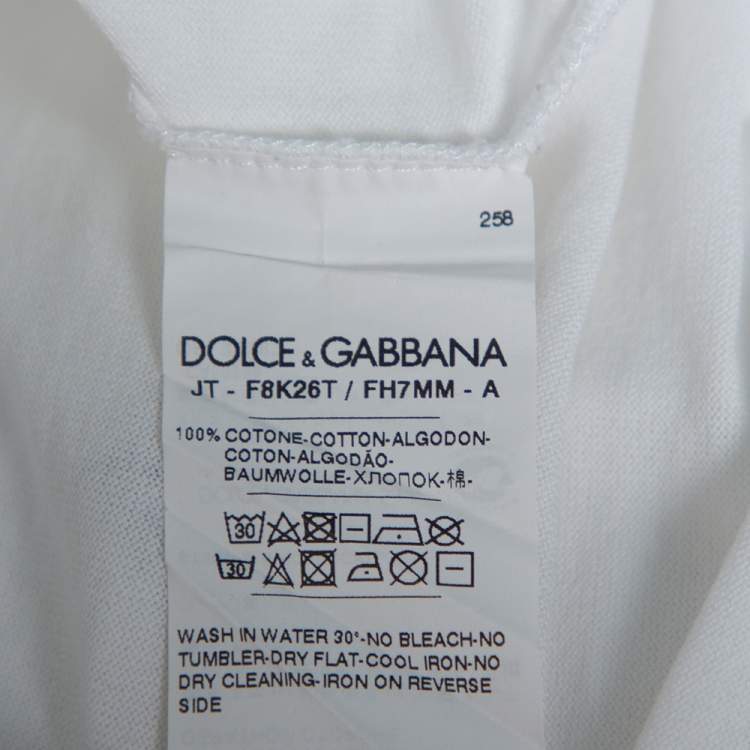 258
DOLCE & GABBANA
JT - F8K26T / FH7MM - A
100% COTONE-COTTON-ALGODON-
COTON-ALGODÃO-
BAUMWOLLE-ХЛОПОК-棉-
30
30
WASH IN WATER 30°-NO BLEACH-NO
TUMBLER-DRY FLAT-COOL IRON-NO
DRY CLEANING-IRON ON REVERSE
SIDE